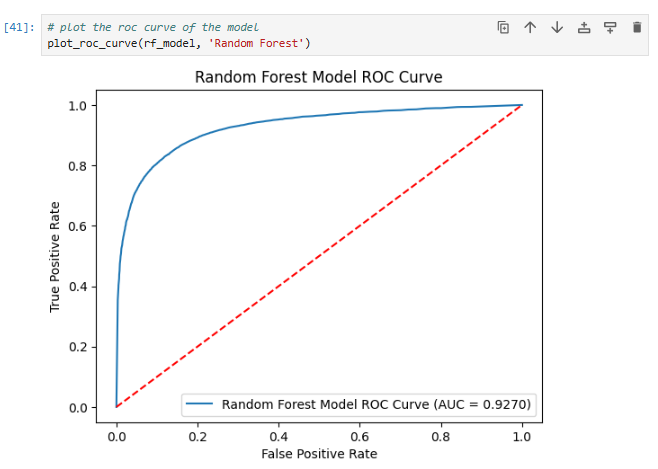 [41]:
# plot the roc curve of the model
plot_roc_curve(rf_model, 'Random Forest')
Random Forest Model ROC Curve
True Positive Rate
1.0
0.8
0.6
0.4
0.2
0.0
Random Forest Model ROC Curve (AUC = 0.9270)
0.0 0.2 0.4 0.6 0.8 1.0
False Positive Rate